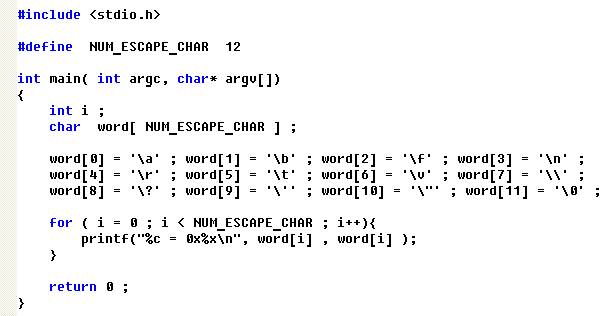 #include <stdio.h>
#define  NUM_ESCAPE_CHAR  12
int main( int argc, char* argv[])
{
    int i ;
    char  word[ NUM_ESCAPE_CHAR ] ;
    word[0] = '\a' ; word[1] = '\b' ; word[2] = '\f' ; word[3] = '\n' ;
    word[4] = '\r' ; word[5] = '\t' ; word[6] = '\v' ; word[7] = '\\' ;
    word[8] = '\?' ; word[9] = '\'' ; word[10] = '\"' ; word[11] = '\0' ;
    for ( i = 0 ; i < NUM_ESCAPE_CHAR ; i++){
        printf("%c = 0x%x\n", word[i] , word[i] );
    }
    return 0 ;
}